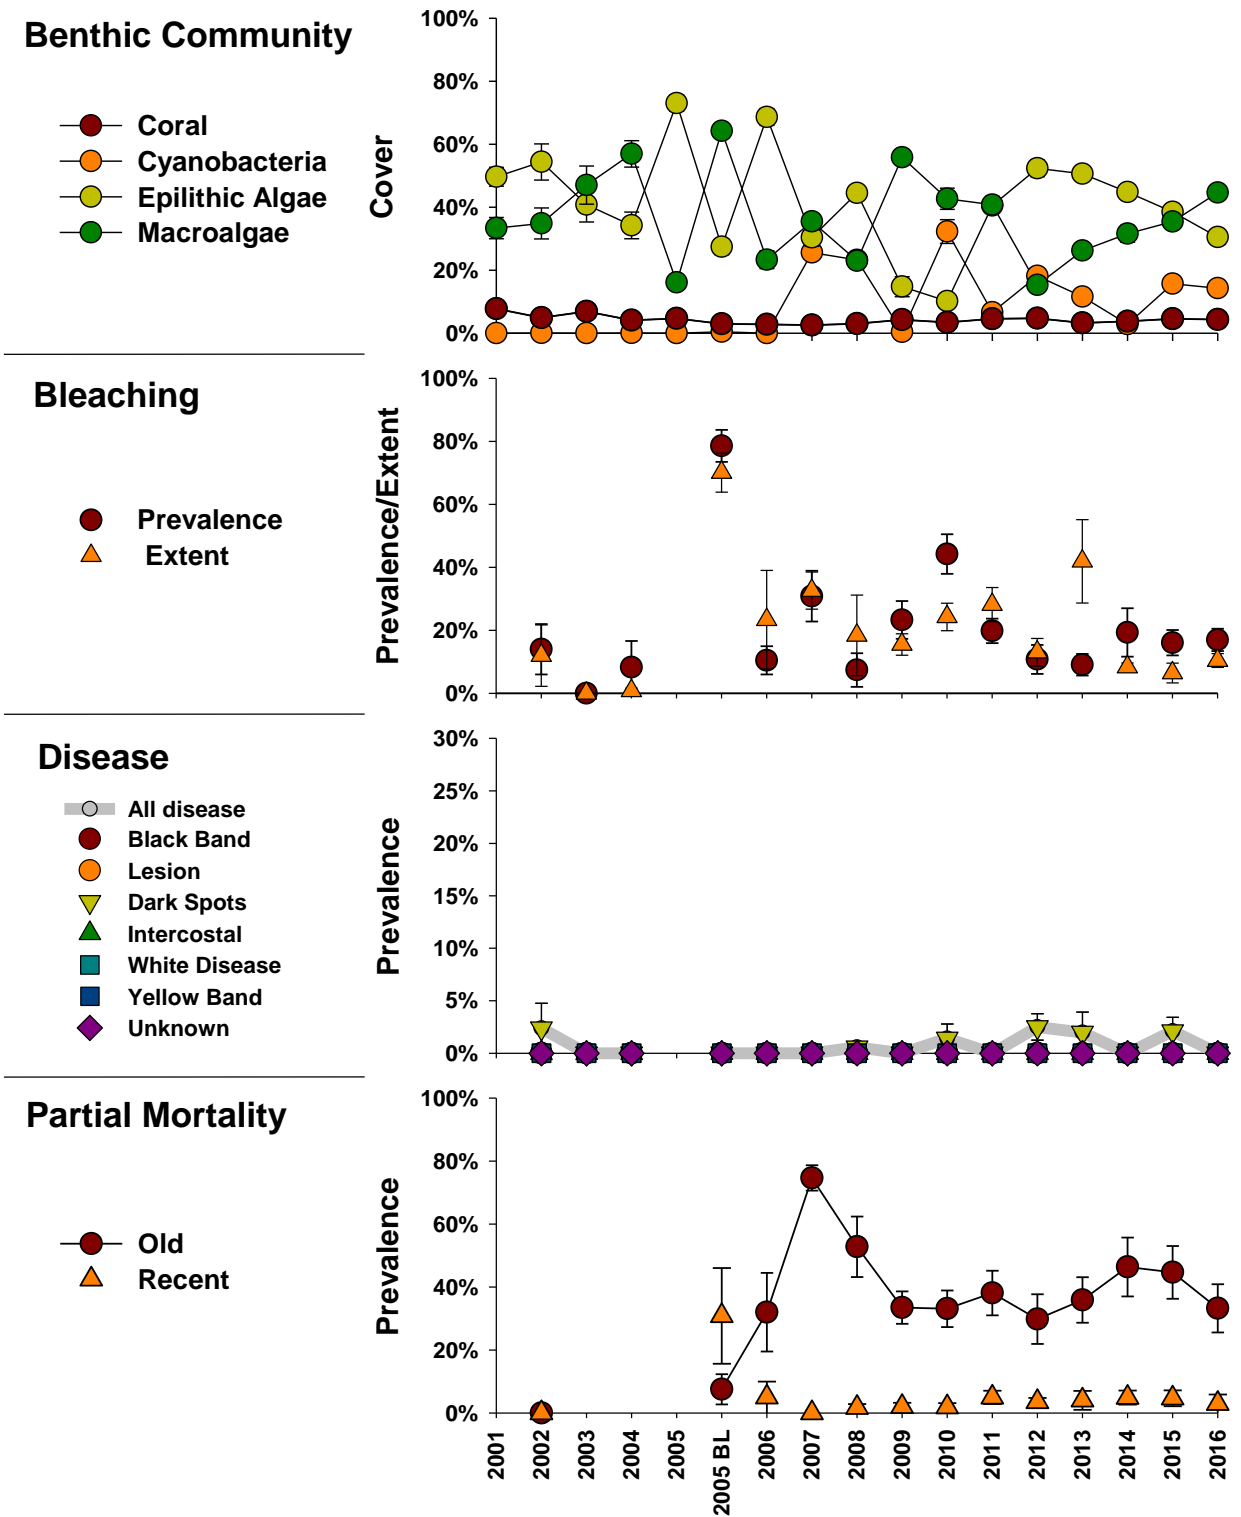 Benthic Community
Coral
Cyanobacteria
Epilithic Algae
Macroalgae
Cover
100%
80%
60%
40%
20%
0%
Bleaching
Prevalence
Extent
Prevalence/Extent
100%
80%
60%
40%
20%
0%
Disease
All disease
Black Band
Lesion
Dark Spots
Intercostal
White Disease
Yellow Band
Unknown
Prevalence
30%
25%
20%
15%
10%
5%
0%
Partial Mortality
Old
Recent
Prevalence
100%
80%
60%
40%
20%
0%
2001
2002
2003
2004
2005
2005 BL
2006
2007
2008
2009
2010
2011
2012
2013
2014
2015
2016